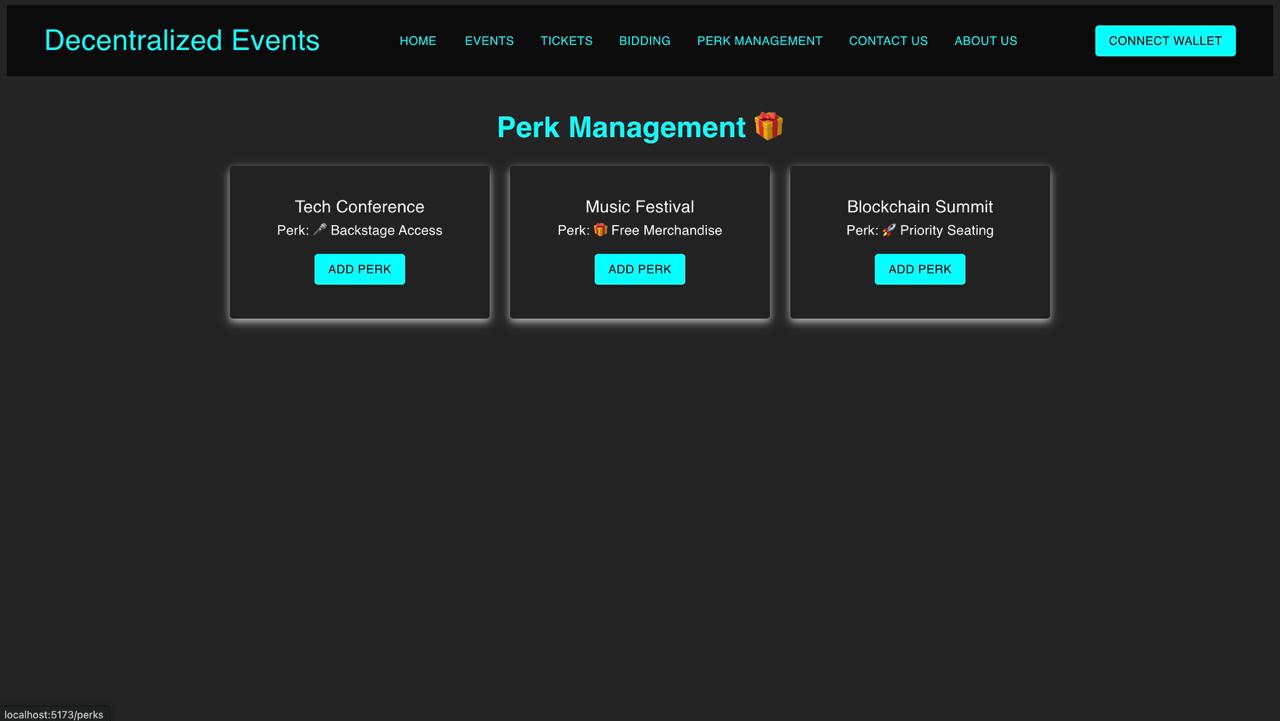 Decentralized Events
HOME EVENTS TICKETS BIDDING PERK MANAGEMENT CONTACT US ABOUT US
CONNECT WALLET
Perk Management 🎁
Tech Conference
Perk: 🎤 Backstage Access
ADD PERK
Music Festival
Perk: 🎁 Free Merchandise
ADD PERK
Blockchain Summit
Perk: 🚀 Priority Seating
ADD PERK
localhost:5173/perks